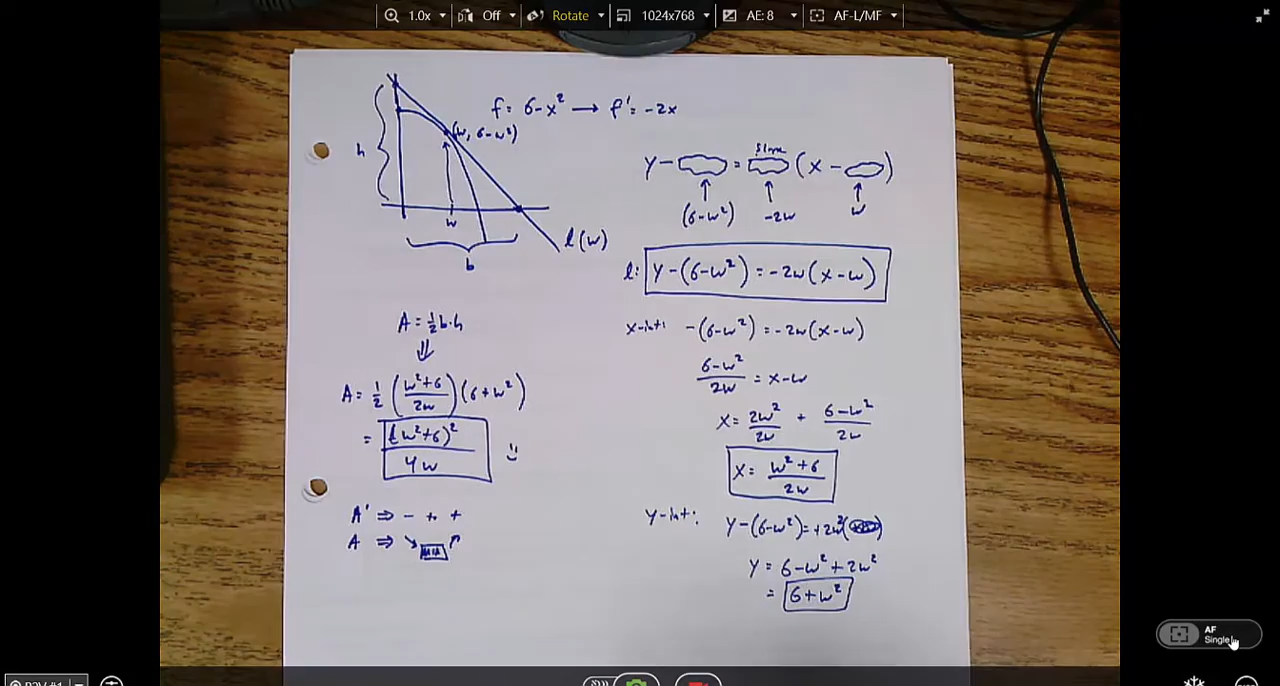 1.0x Off Rotate 1024x768 AE: 8 AF-L/MF
f = 6-x² → f' = -2x
(w, 6-w²)
h
w
l(w)
b
A = ½b·h
⇓
A = 1/2 ((w²+6)/2w)(6+w²)
= (w²+6)²/4w
A' ⇒ - +
A ⇒ ↘ ↗
y - = slope (x - )
(6-w²) -2w w
l: y-(6-w²) = -2w(x-w)
x-int: -(6-w²) = -2w(x-w)
(6-w²)/2w = x-w
x = 2w²/2w + (6-w²)/2w
x = (w²+6)/2w
y-int: y-(6-w²) = +2w²
y = 6-w²+2w²
= 6+w²
AF
Single